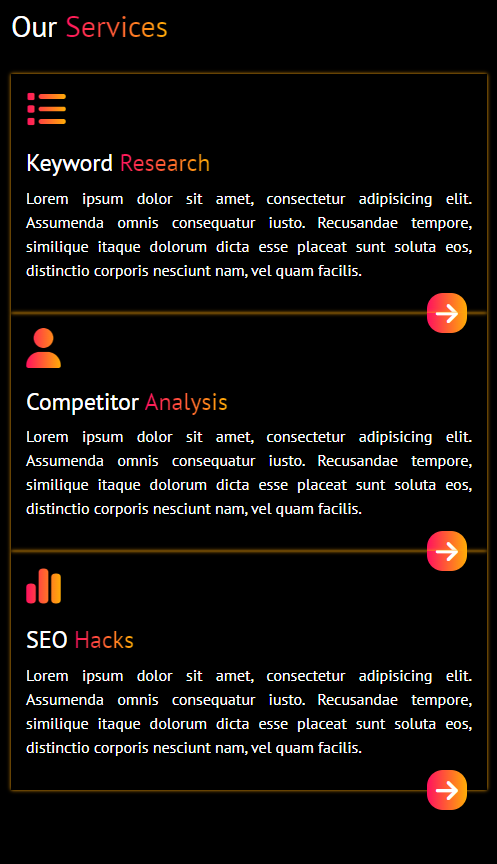 Our Services
Keyword Research
Lorem ipsum dolor sit amet, consectetur adipisicing elit.
Assumenda omnis consequatur iusto. Recusandae tempore,
similique itaque dolorum dicta esse placeat sunt soluta eos,
distinctio corporis nesciunt nam, vel quam facilis.
Competitor Analysis
Lorem ipsum dolor sit amet, consectetur adipisicing elit.
Assumenda omnis consequatur iusto. Recusandae tempore,
similique itaque dolorum dicta esse placeat sunt soluta eos,
distinctio corporis nesciunt nam, vel quam facilis.
SEO Hacks
Lorem ipsum dolor sit amet, consectetur adipisicing elit.
Assumenda omnis consequatur iusto. Recusandae tempore,
similique itaque dolorum dicta esse placeat sunt soluta eos,
distinctio corporis nesciunt nam, vel quam facilis.